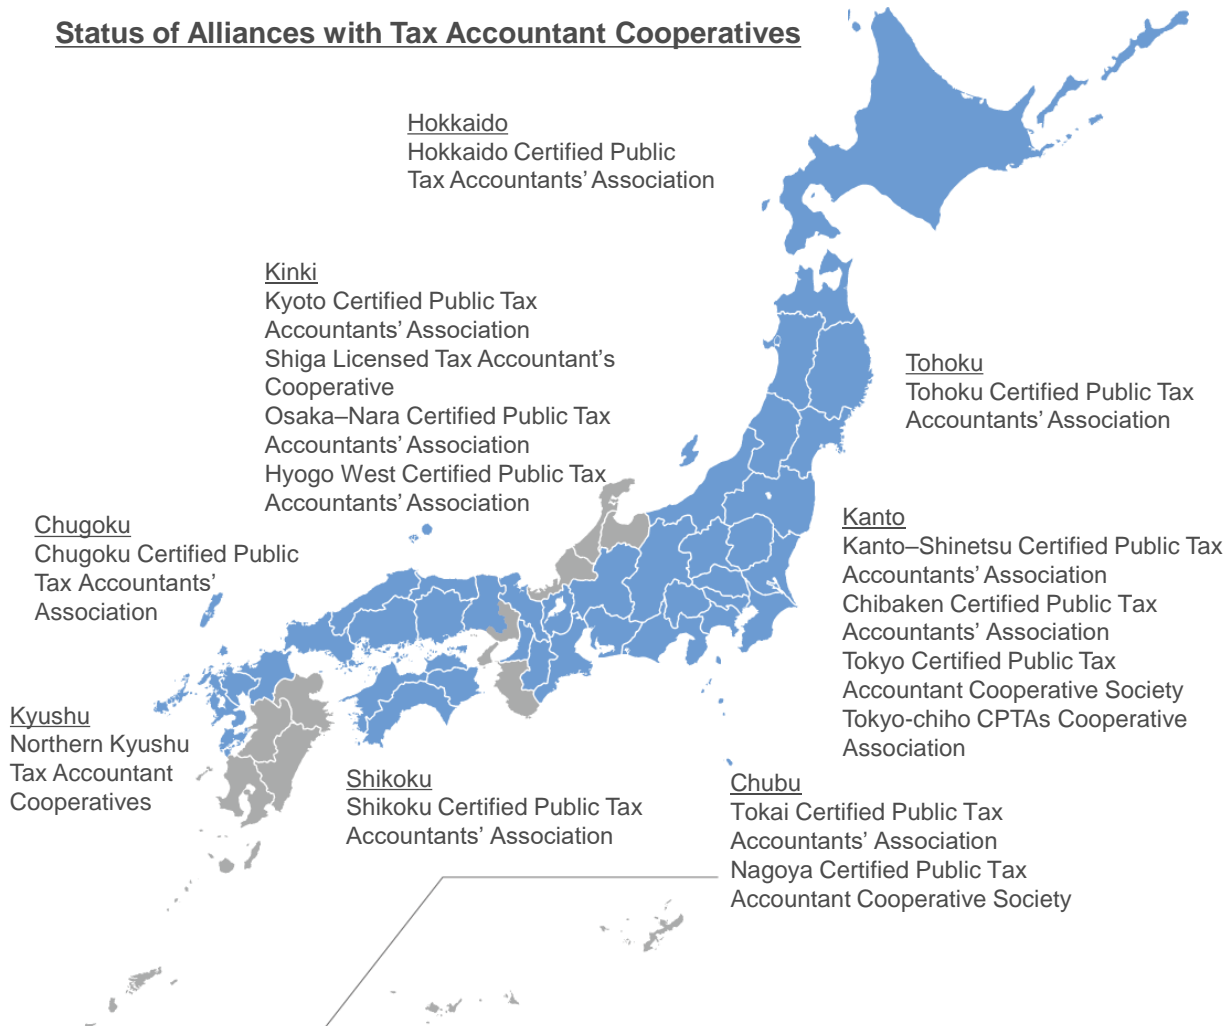 Status of Alliances with Tax Accountant Cooperatives
Hokkaido
Hokkaido Certified Public
Tax Accountants’ Association
Kinki
Kyoto Certified Public Tax
Accountants’ Association
Shiga Licensed Tax Accountant’s
Cooperative
Osaka–Nara Certified Public Tax
Accountants’ Association
Hyogo West Certified Public Tax
Accountants’ Association
Tohoku
Tohoku Certified Public Tax
Accountants’ Association
Chugoku
Chugoku Certified Public
Tax Accountants’
Association
Kanto
Kanto–Shinetsu Certified Public Tax
Accountants’ Association
Chibaken Certified Public Tax
Accountants’ Association
Tokyo Certified Public Tax
Accountant Cooperative Society
Tokyo-chiho CPTAs Cooperative
Association
Kyushu
Northern Kyushu
Tax Accountant
Cooperatives
Shikoku
Shikoku Certified Public Tax
Accountants’ Association
Chubu
Tokai Certified Public Tax
Accountants’ Association
Nagoya Certified Public Tax
Accountant Cooperative Society